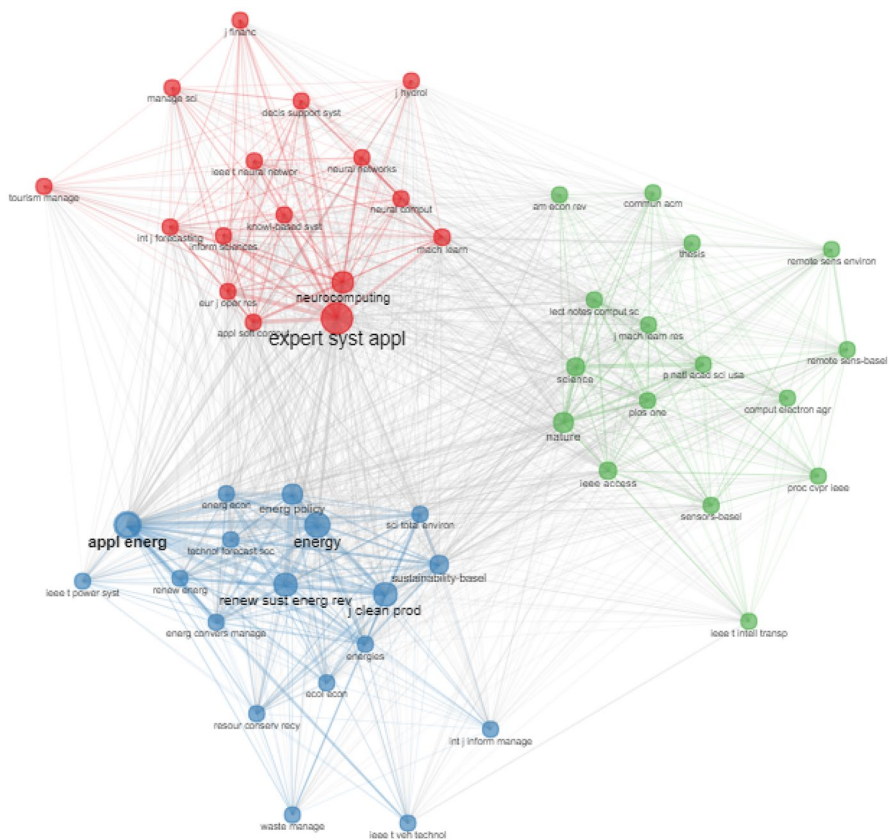 j financ
manage sci
j hydrol
decis support syst
ieee t neural networ
neural networks
tourism manage
neural comput
knowl-based syst
int j forecasting
inform sciences
mach learn
neurocomputing
eur j oper res
appl soft comput
expert syst appl
am econ rev
commun acm
thesis
remote sens environ
lect notes comput sc
j mach learn res
remote sens-basel
science
p natl acad sci usa
plos one
comput electron agr
nature
ieee access
proc cvpr ieee
sensors-basel
ieee t intell transp
energ econ
energy policy
sci total environ
appl energ
energy
technol forecast soc
sustainability-basel
ieee t power syst
renew energ
renew sust energ rev
j clean prod
energ convers manage
energies
ecol econ
resour conserv recy
int j inform manage
waste manage
ieee t veh technol